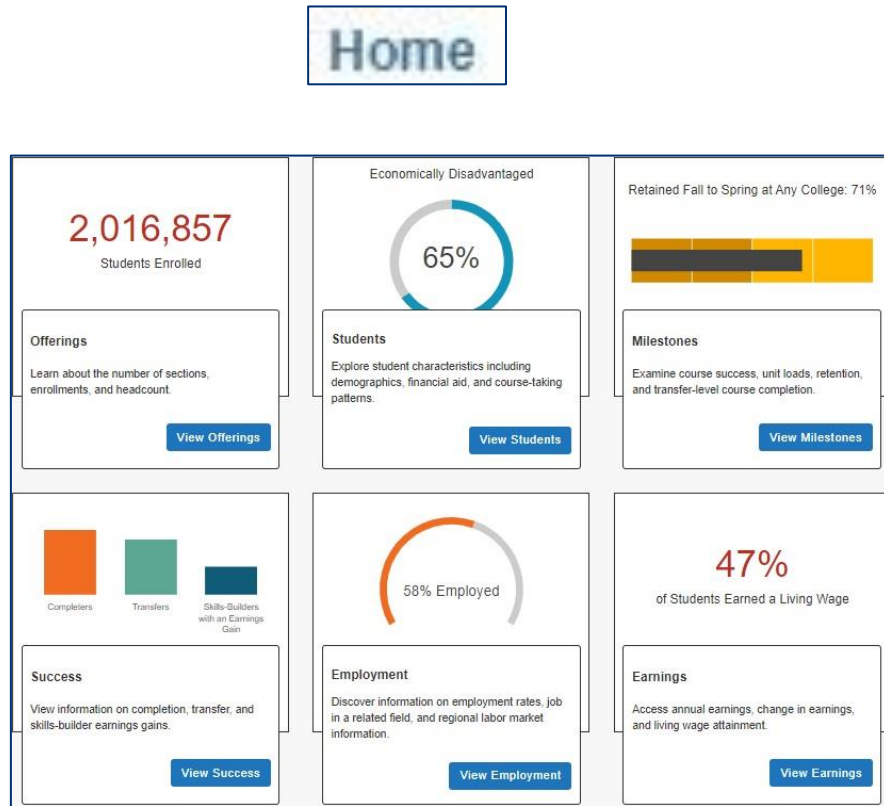 Home
2,016,857
Students Enrolled
Offerings
Learn about the number of sections,
enrollments, and headcount.
View Offerings
Economically Disadvantaged
65%
Students
Explore student characteristics including
demographics, financial aid, and course-taking
patterns.
View Students
Retained Fall to Spring at Any College: 71%
Milestones
Examine course success, unit loads, retention,
and transfer-level course completion.
View Milestones
Completers
Transfers
Skills-Builders
with an Earnings
Gain
Success
View information on completion, transfer, and
skills-builder earnings gains.
View Success
58% Employed
Employment
Discover information on employment rates, job
in a related field, and regional labor market
information.
View Employment
47%
of Students Earned a Living Wage
Earnings
Access annual earnings, change in earnings,
and living wage attainment.
View Earnings